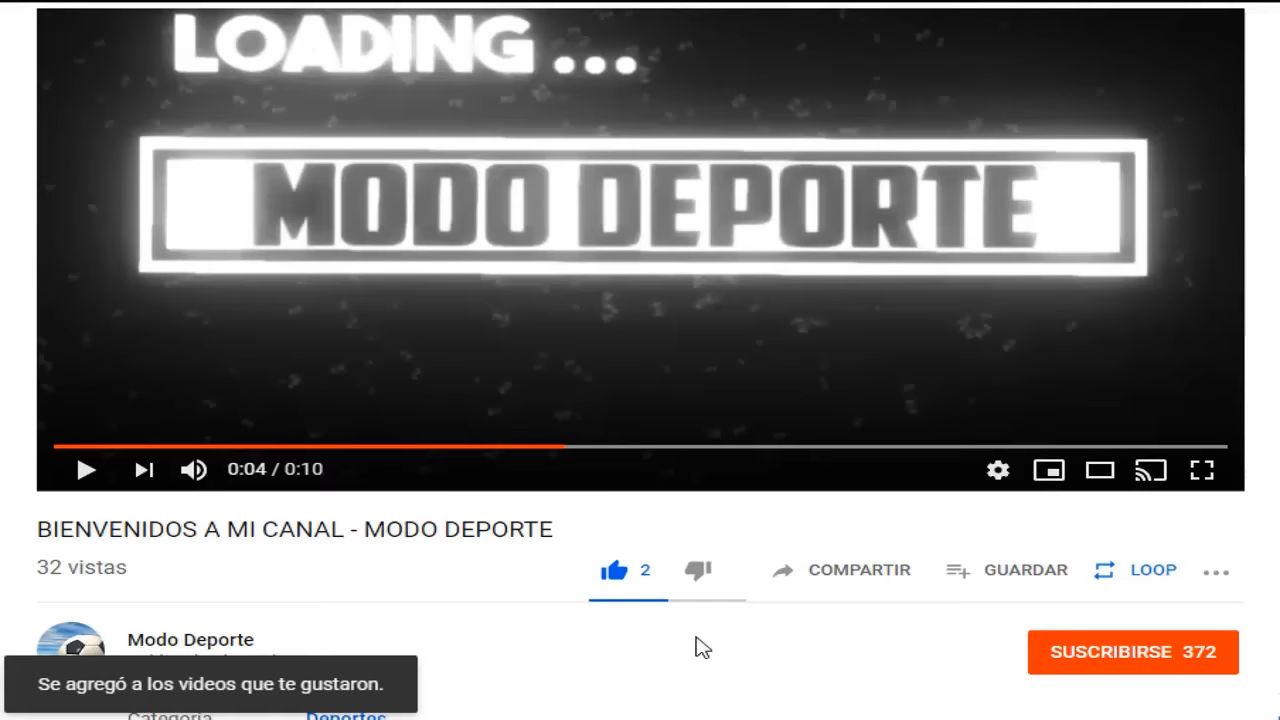 LOADING ...
MODO DEPORTE
0:04 / 0:10
BIENVENIDOS A MI CANAL - MODO DEPORTE
32 vistas
2
COMPARTIR
GUARDAR
LOOP
Modo Deporte
SUSCRIBIRSE 372
Se agregó a los videos que te gustaron.
Categoría
Deportes